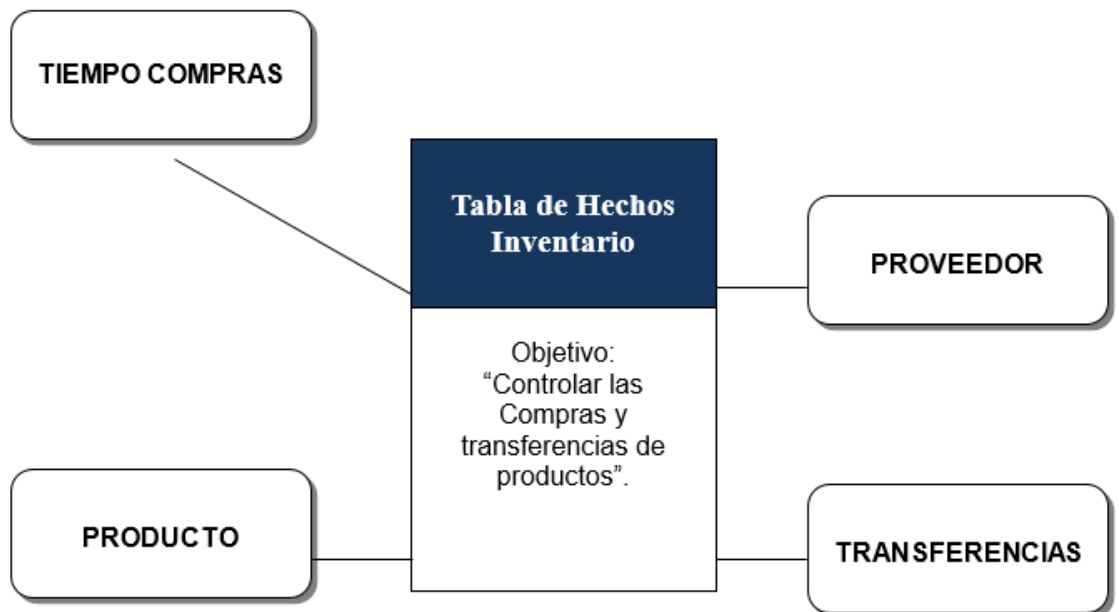 TIEMPO COMPRAS
Tabla de Hechos
Inventario
PROVEEDOR
Objetivo:
“Controlar las
Compras y
transferencias de
productos”.
PRODUCTO
TRANSFERENCIAS